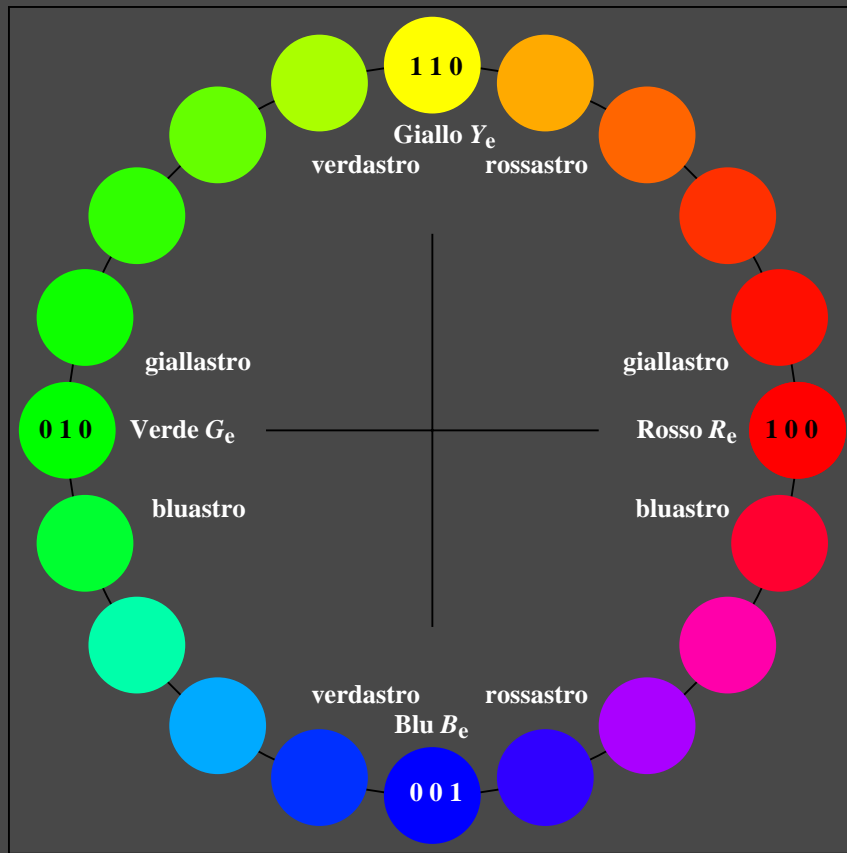 1 1 0
Giallo Yₑ
verdastro rossastro
giallastro giallastro
0 1 0 Verde Gₑ Rosso Rₑ 1 0 0
bluastro bluastro
verdastro rossastro
Blu Bₑ
0 0 1